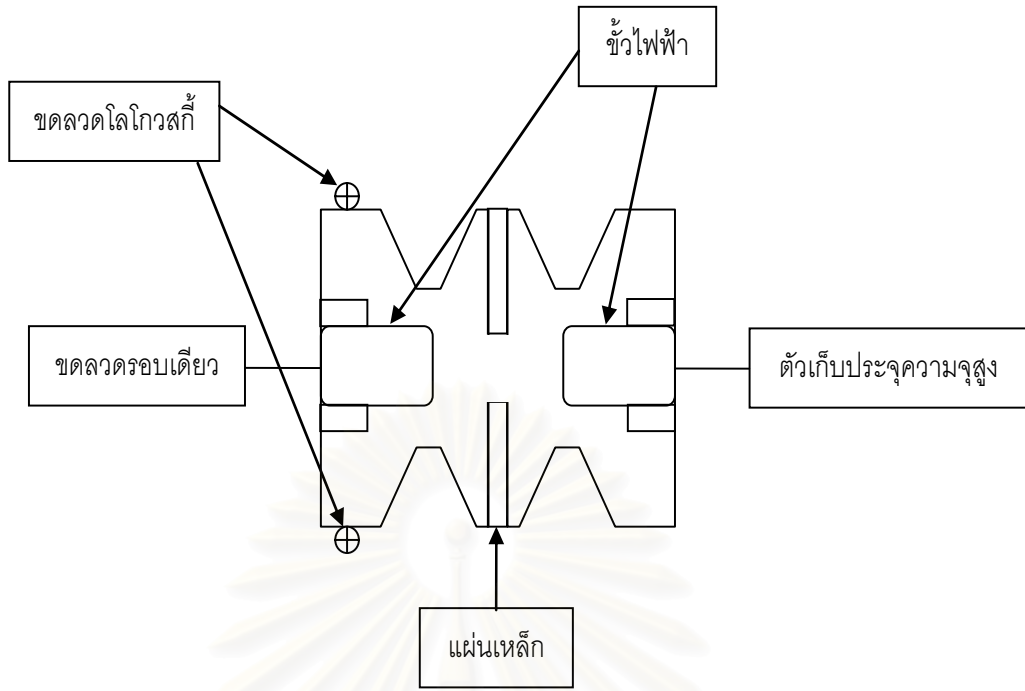 ขั้วไฟฟ้า
ขดลวดโลโกวสกี้
ขดลวดรอบเดียว
ตัวเก็บประจุความจุสูง
แผ่นเหล็ก